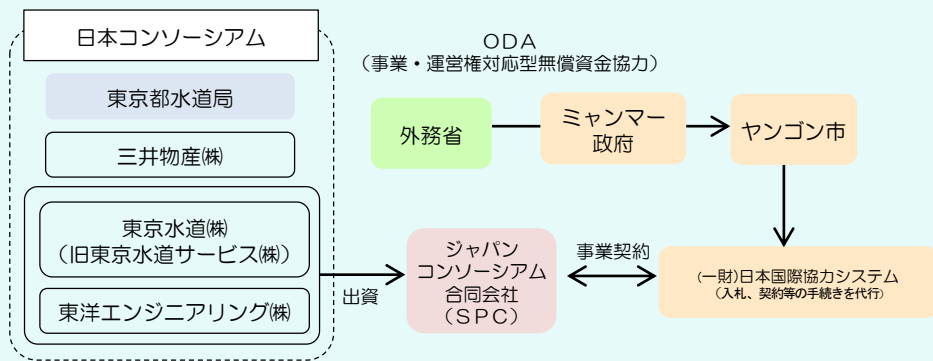 日本コンソーシアム
東京都水道局
三井物産㈱
東京水道㈱
（旧東京水道サービス㈱）
東洋エンジニアリング㈱
出資
ODA
（事業・運営権対応型無償資金協力）
外務省
ミャンマー
政府
ヤンゴン市
ジャパン
コンソーシアム
合同会社
（SPC）
事業契約
(一財)日本国際協力システム
（入札、契約等の手続きを代行）